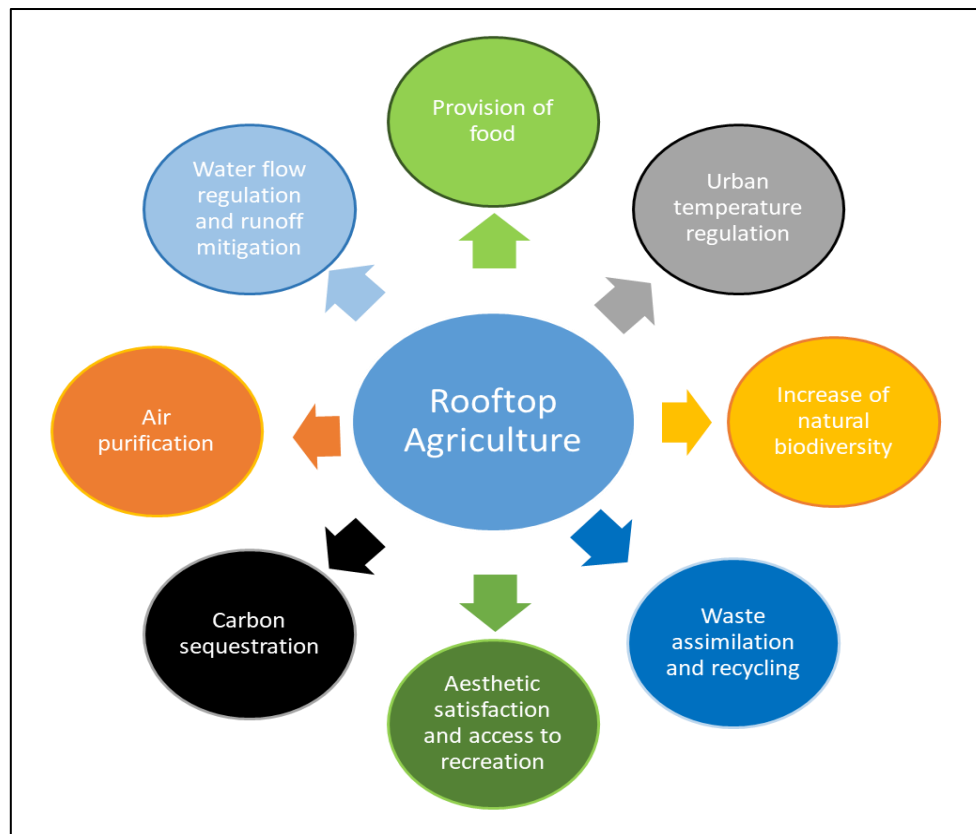 Provision of
food
Urban
temperature
regulation
Increase of
natural
biodiversity
Waste
assimilation
and recycling
Aesthetic
satisfaction
and access to
recreation
Carbon
sequestration
Air
purification
Water flow
regulation
and runoff
mitigation
Rooftop
Agriculture